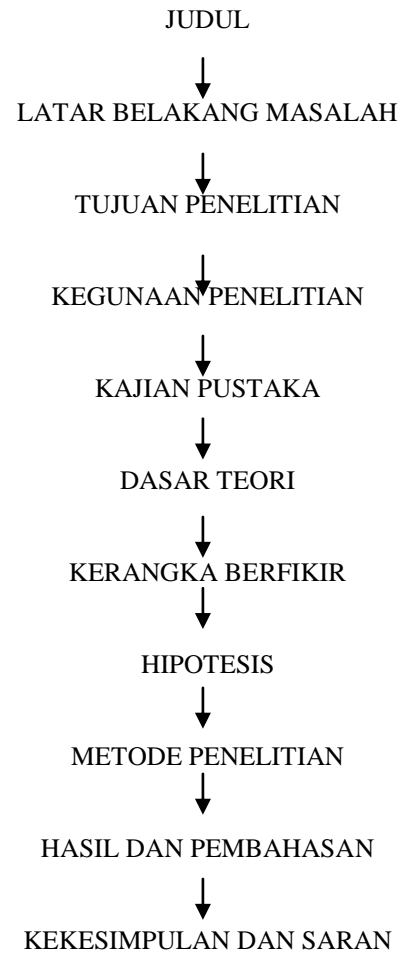 JUDUL
LATAR BELAKANG MASALAH
TUJUAN PENELITIAN
KEGUNAAN PENELITIAN
KAJIAN PUSTAKA
DASAR TEORI
KERANGKA BERFIKIR
HIPOTESIS
METODE PENELITIAN
HASIL DAN PEMBAHASAN
KEKESIMPULAN DAN SARAN